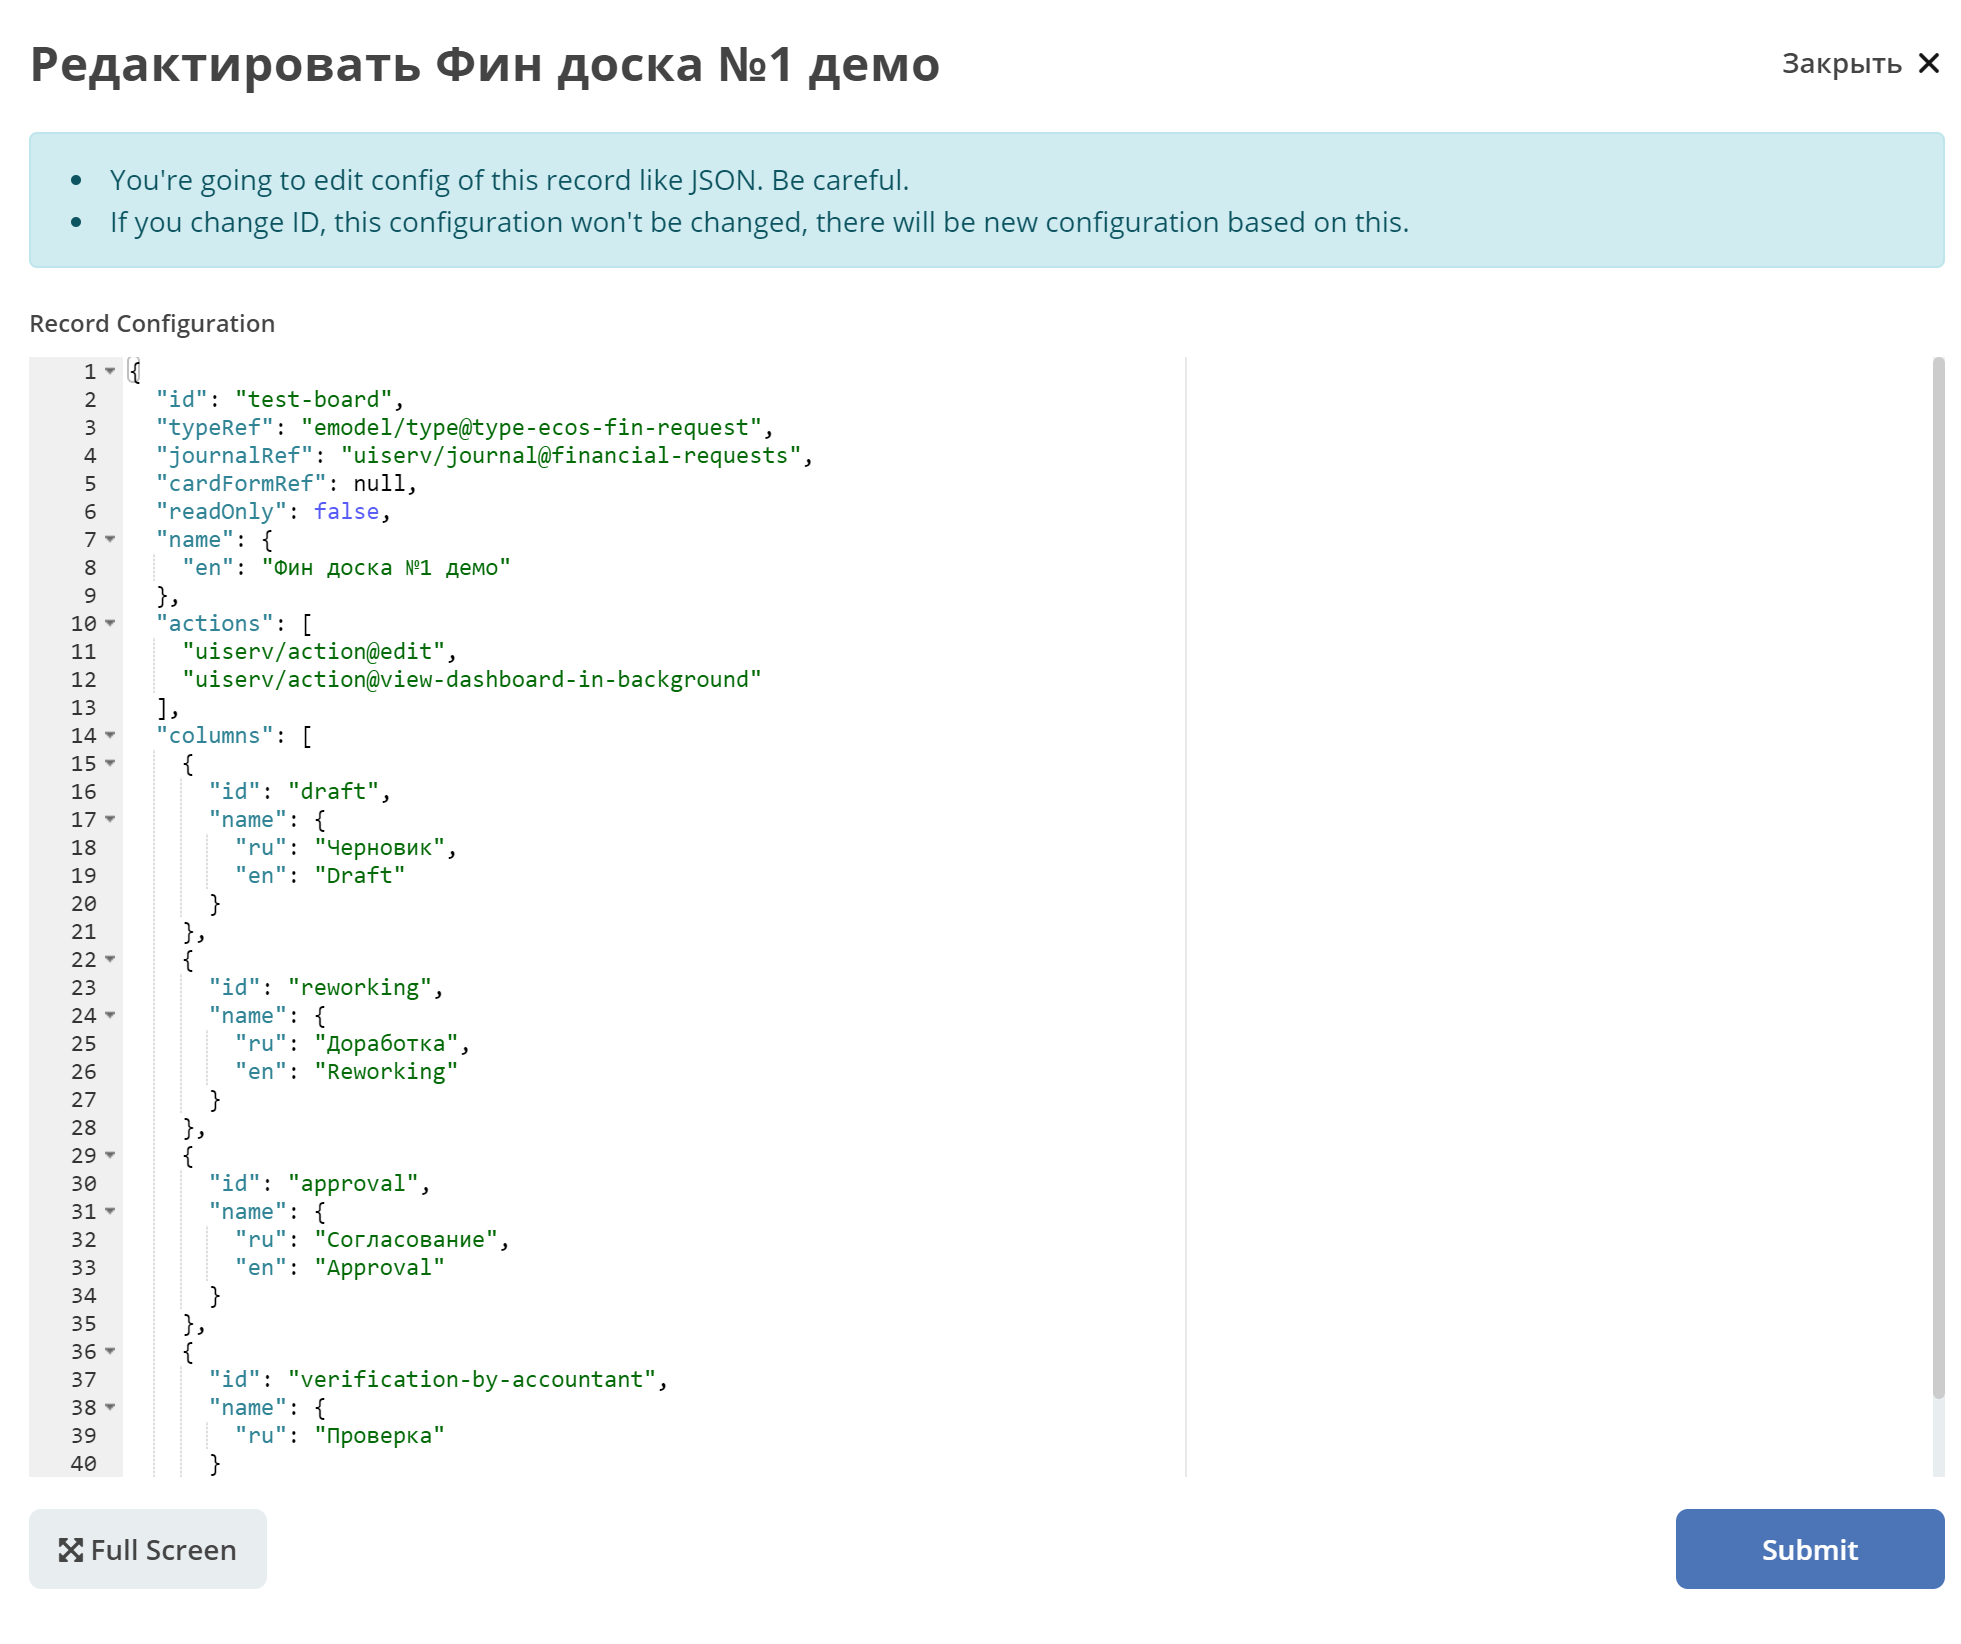 Редактировать Фин доска №1 демо
Закрыть
You're going to edit config of this record like JSON. Be careful.
If you change ID, this configuration won't be changed, there will be new configuration based on this.
Record Configuration
1 {
2 "id": "test-board",
3 "typeRef": "emodel/type@type-ecos-fin-request",
4 "journalRef": "uiserv/journal@financial-requests",
5 "cardFormRef": null,
6 "readOnly": false,
7 "name": {
8 "en": "Фин доска №1 демо"
9 },
10 "actions": [
11 "uiserv/action@edit",
12 "uiserv/action@view-dashboard-in-background"
13 ],
14 "columns": [
15 {
16 "id": "draft",
17 "name": {
18 "ru": "Черновик",
19 "en": "Draft"
20 }
21 },
22 {
23 "id": "reworking",
24 "name": {
25 "ru": "Доработка",
26 "en": "Reworking"
27 }
28 },
29 {
30 "id": "approval",
31 "name": {
32 "ru": "Согласование",
33 "en": "Approval"
34 }
35 },
36 {
37 "id": "verification-by-accountant",
38 "name": {
39 "ru": "Проверка"
40 }
Full Screen
Submit